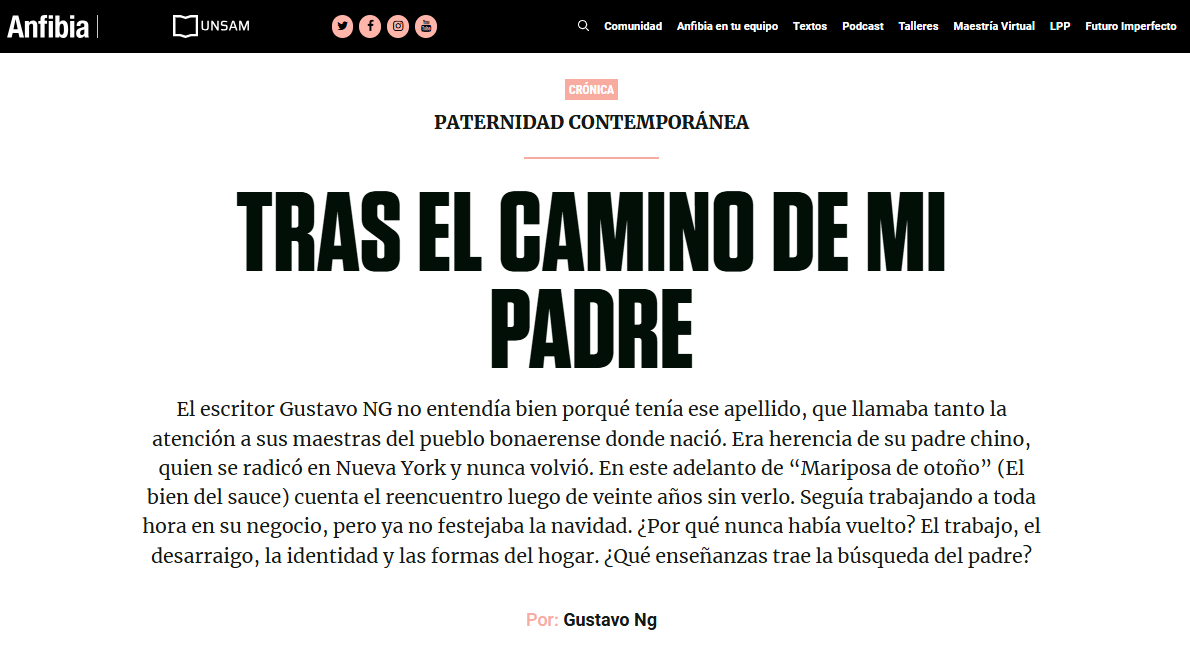 Anfibia
UNSAM
You Tube
Comunidad
Anfibia en tu equipo
Textos
Podcast
Talleres
Maestría Virtual
LPP
Futuro Imperfecto
CRÓNICA
PATERNIDAD CONTEMPORÁNEA
TRAS EL CAMINO DE MI
PADRE
El escritor Gustavo NG no entendía bien porqué tenía ese apellido, que llamaba tanto la
atención a sus maestras del pueblo bonaerense donde nació. Era herencia de su padre chino,
quien se radicó en Nueva York y nunca volvió. En este adelanto de “Mariposa de otoño” (El
bien del sauce) cuenta el reencuentro luego de veinte años sin verlo. Seguía trabajando a toda
hora en su negocio, pero ya no festejaba la navidad. ¿Por qué nunca había vuelto? El trabajo, el
desarraigo, la identidad y las formas del hogar. ¿Qué enseñanzas trae la búsqueda del padre?
Por: Gustavo Ng